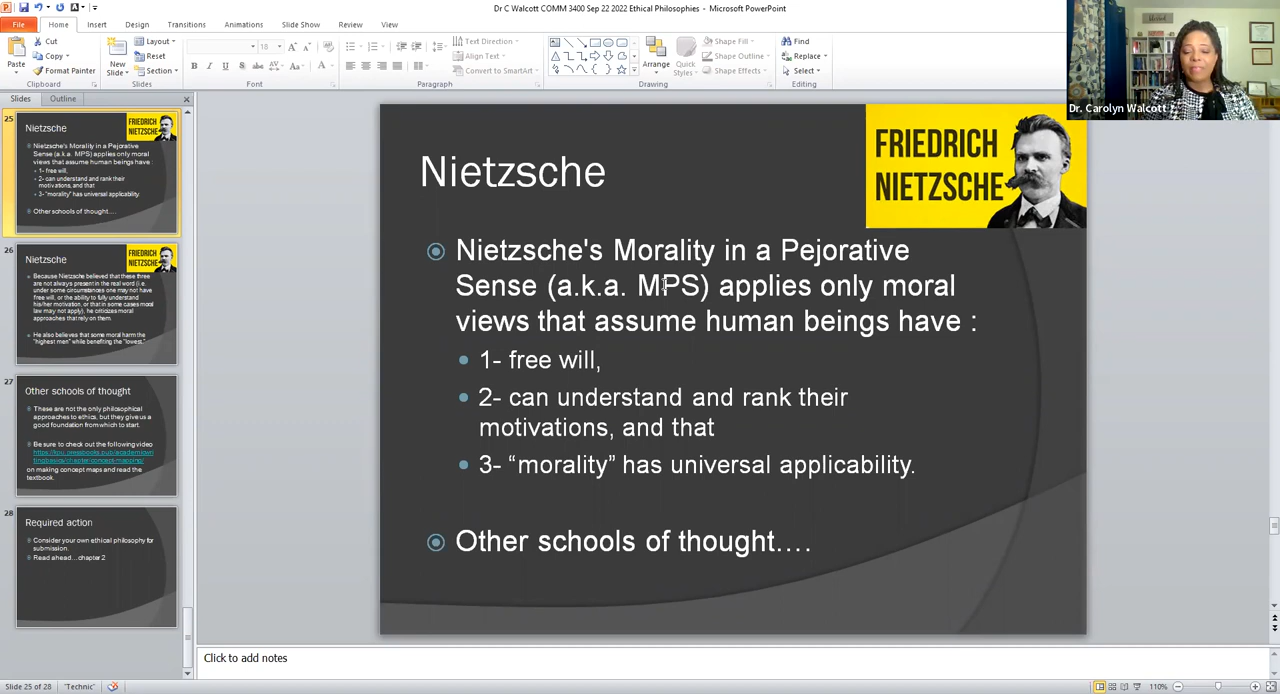 Dr C Walcott COMM 3400 Sep 22 2022 Ethical Philosophies - Microsoft PowerPoint
File Home Insert Design Transitions Animations Slide Show Review View
Paste
Cut
Copy
Format Painter
Clipboard
New Slide
Layout
Reset
Section
Slides
18
Font
Paragraph
Text Direction
Align Text
Convert to SmartArt
Arrange
Quick Styles
Shape Fill
Shape Outline
Shape Effects
Drawing
Find
Replace
Select
Editing
Dr. Carolyn Walcott
Slides Outline
25
Nietzsche
FRIEDRICH
NIETZSCHE
Nietzsche's Morality in a Pejorative
Sense (a.k.a. MPS) applies only moral
views that assume human beings have :
1- free will,
2- can understand and rank their
motivations, and that
3- “morality” has universal applicability.
Other schools of thought….
26
Nietzsche
FRIEDRICH
NIETZSCHE
Because Nietzsche believed that these three
are not always present in the real world (i.e.
under some circumstances one may not have
free will, or the ability to fully understand
his/her motivation, or that in some cases moral
law may not apply), he criticizes moral
approaches that rely on them.
He also believes that some moral harm the
“highest men” while benefiting the “lowest.”
27
Other schools of thought
These are not the only philosophical
approaches to ethics, but they give us a
good foundation from which to start.
Be sure to check out the following video
https://kpu.pressbooks.pub/academicwri
tingbasics/chapter/concept-mapping/
on making concept maps and read the
textbook.
28
Required action
Consider your own ethical philosophy for
submission.
Read ahead…chapter 2
Nietzsche
FRIEDRICH
NIETZSCHE
Nietzsche's Morality in a Pejorative
Sense (a.k.a. MPS) applies only moral
views that assume human beings have :
1- free will,
2- can understand and rank their
motivations, and that
3- “morality” has universal applicability.
Other schools of thought….
Click to add notes
Slide 25 of 28 "Technic" 110%